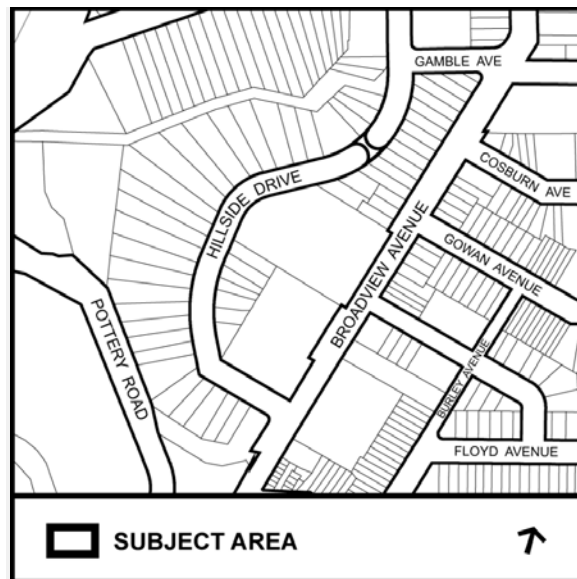 GAMBLE AVE
COSBURN AVE
HILLSIDE DRIVE
BROADVIEW AVENUE
GOWAN AVENUE
POTTERY ROAD
BURLEY AVENUE
FLOYD AVENUE
SUBJECT AREA